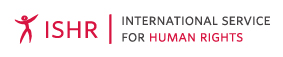 ISHR
INTERNATIONAL SERVICE
FOR HUMAN RIGHTS